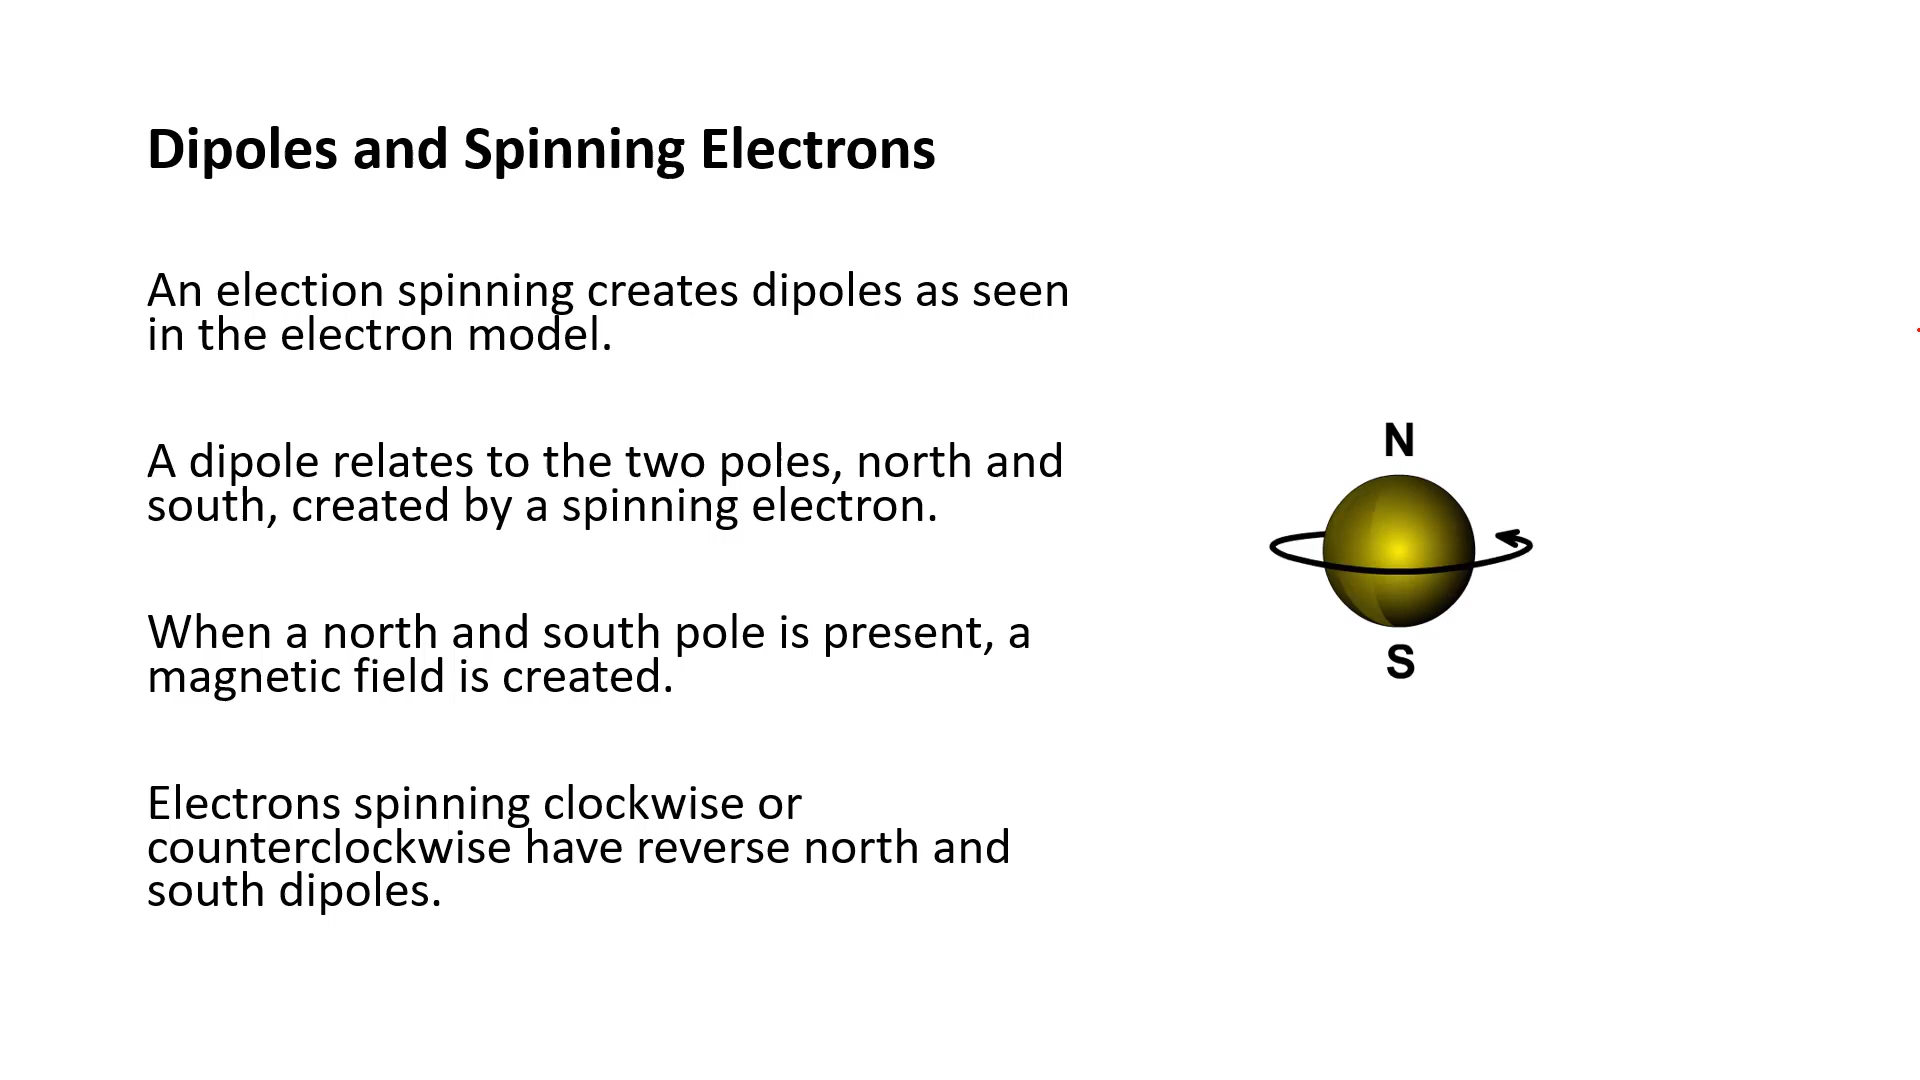 Dipoles and Spinning Electrons
An election spinning creates dipoles as seen
in the electron model.
A dipole relates to the two poles, north and
south, created by a spinning electron.
When a north and south pole is present, a
magnetic field is created.
Electrons spinning clockwise or
counterclockwise have reverse north and
south dipoles.
N
S